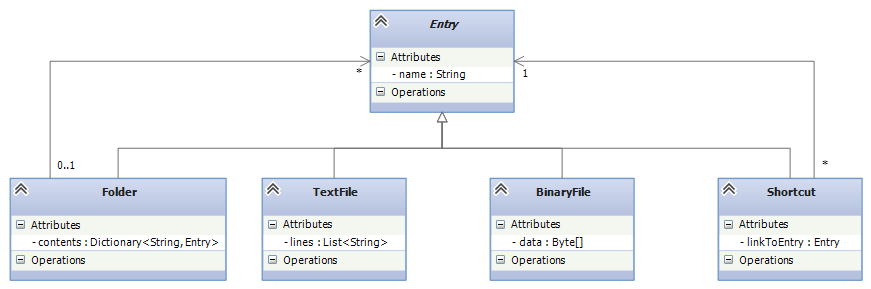 Entry
Attributes
- name : String
Operations
*
1
0..1
*
Folder
Attributes
- contents : Dictionary<String,Entry>
Operations
TextFile
Attributes
- lines : List<String>
Operations
BinaryFile
Attributes
- data : Byte[]
Operations
Shortcut
Attributes
- linkToEntry : Entry
Operations